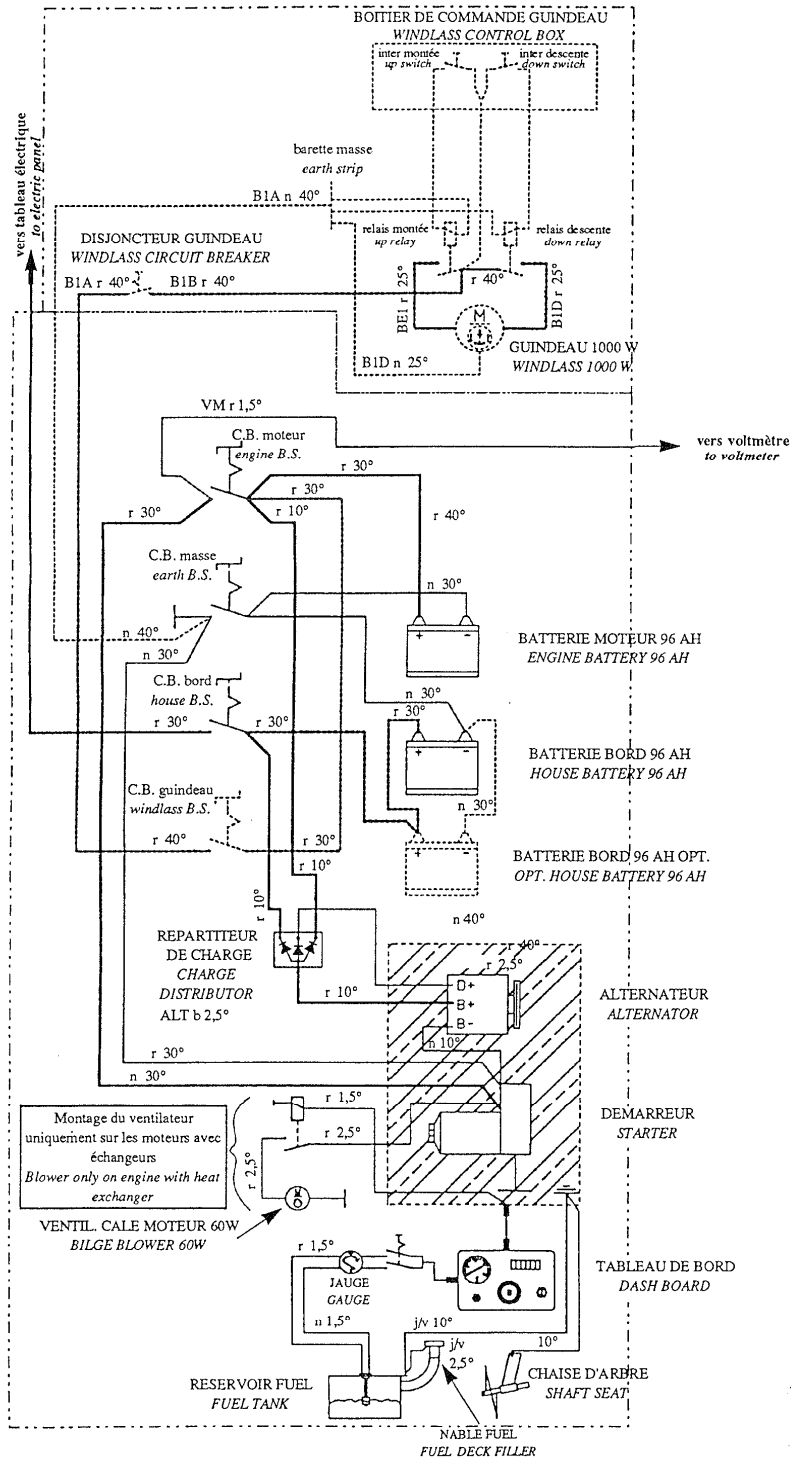 BOITIER DE COMMANDE GUINDEAU
WINDLASS CONTROL BOX
inter montée
up switch
inter descente
down switch
vers tableau électrique
to electric panel
barette masse
earth strip
B1A n 40°
relais montée
up relay
relais descente
down relay
DISJONCTEUR GUINDEAU
WINDLASS CIRCUIT BREAKER
B1A r 40°
B1B r 40°
r 40°
BE1 r 25°
B1D r 25°
M
B1D n 25°
GUINDEAU 1000 W
WINDLASS 1000 W
VM r 1,5°
C.B. moteur
engine B.S.
vers voltmètre
to voltmeter
r 30°
r 30°
r 30°
r 10°
r 40°
C.B. masse
earth B.S.
n 30°
n 40°
n 30°
+ -
BATTERIE MOTEUR 96 AH
ENGINE BATTERY 96 AH
C.B. bord
house B.S.
n 30°
r 30°
r 30°
r 30°
+ -
BATTERIE BORD 96 AH
HOUSE BATTERY 96 AH
C.B. guindeau
windlass B.S.
n 30°
r 40°
r 30°
+ -
BATTERIE BORD 96 AH OPT.
OPT. HOUSE BATTERY 96 AH
r 10°
r 10°
n 40°
REPARTITEUR
DE CHARGE
CHARGE
DISTRIBUTOR
ALT b 2,5°
r 40°
r 2,5°
D+
B+
B-
r 10°
n 10°
ALTERNATEUR
ALTERNATOR
r 30°
n 30°
r 1,5°
r 2,5°
r 2,5°
DEMARREUR
STARTER
Montage du ventilateur
uniquement sur les moteurs avec
échangeurs
Blower only on engine with heat
exchanger
VENTIL. CALE MOTEUR 60W
BILGE BLOWER 60W
r 1,5°
JAUGE
GAUGE
TABLEAU DE BORD
DASH BOARD
n 1,5°
j/v 10°
j/v
2,5°
10°
RESERVOIR FUEL
FUEL TANK
CHAISE D'ARBRE
SHAFT SEAT
NABLE FUEL
FUEL DECK FILLER